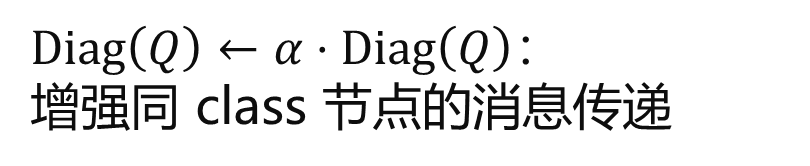 Diag(𝑄) ← 𝛼 · Diag(𝑄)：
增强同 class 节点的消息传递